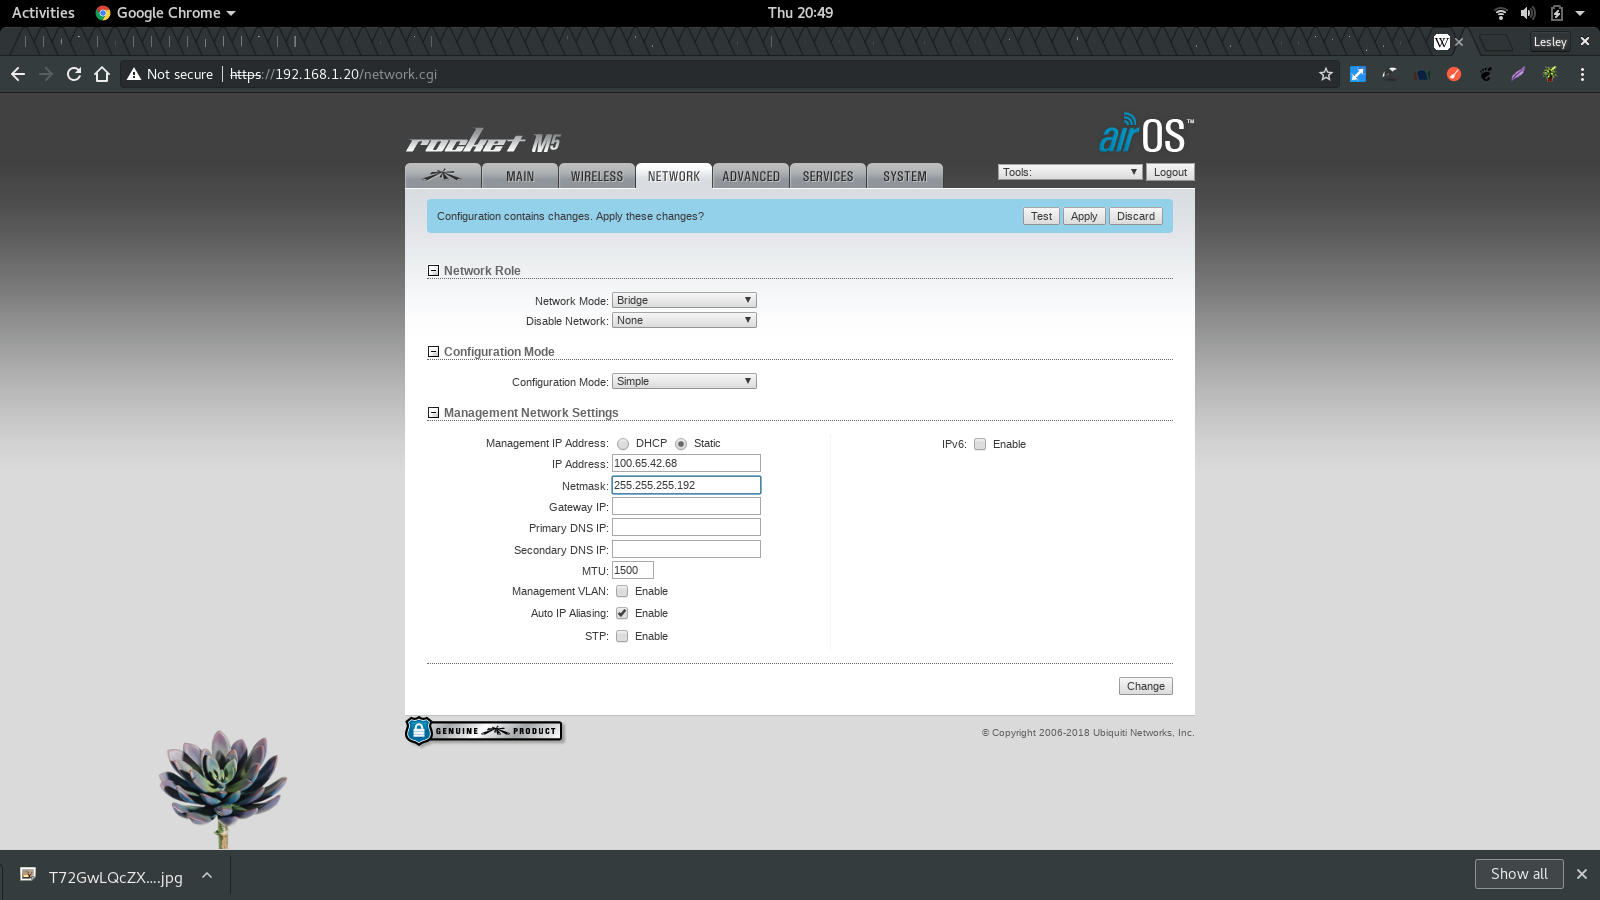 Activities Google Chrome Thu 20:49
W Lesley
Not secure https://192.168.1.20/network.cgi
rocket M5 airOS™
MAIN WIRELESS NETWORK ADVANCED SERVICES SYSTEM Tools: Logout
Configuration contains changes. Apply these changes? Test Apply Discard
Network Role
Network Mode: Bridge
Disable Network: None
Configuration Mode
Configuration Mode: Simple
Management Network Settings
Management IP Address: DHCP Static IPv6: Enable
IP Address: 100.65.42.68
Netmask: 255.255.255.192
Gateway IP:
Primary DNS IP:
Secondary DNS IP:
MTU: 1500
Management VLAN: Enable
Auto IP Aliasing: Enable
STP: Enable
Change
GENUINE PRODUCT © Copyright 2006-2018 Ubiquiti Networks, Inc.
T72GwLQcZX....jpg Show all